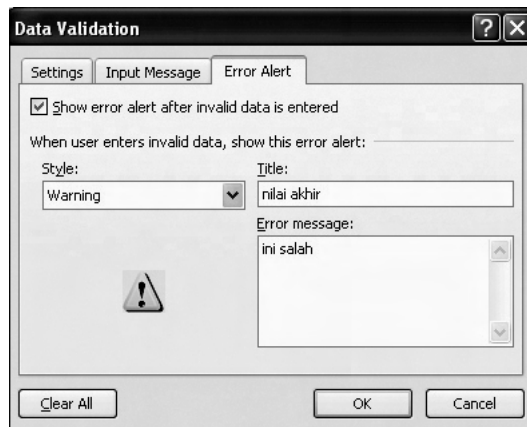 Data Validation
Settings Input Message Error Alert
Show error alert after invalid data is entered
When user enters invalid data, show this error alert:
Style: Title:
Warning nilai akhir
Error message:
ini salah
Clear All OK Cancel